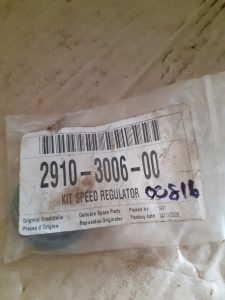 2910-3006-00
KIT SPEED REGULATOR 00816
Original Ersatzteile Genuine Spare Parts Packed by
Pieces d'Origine Repuestos Originales Packing date